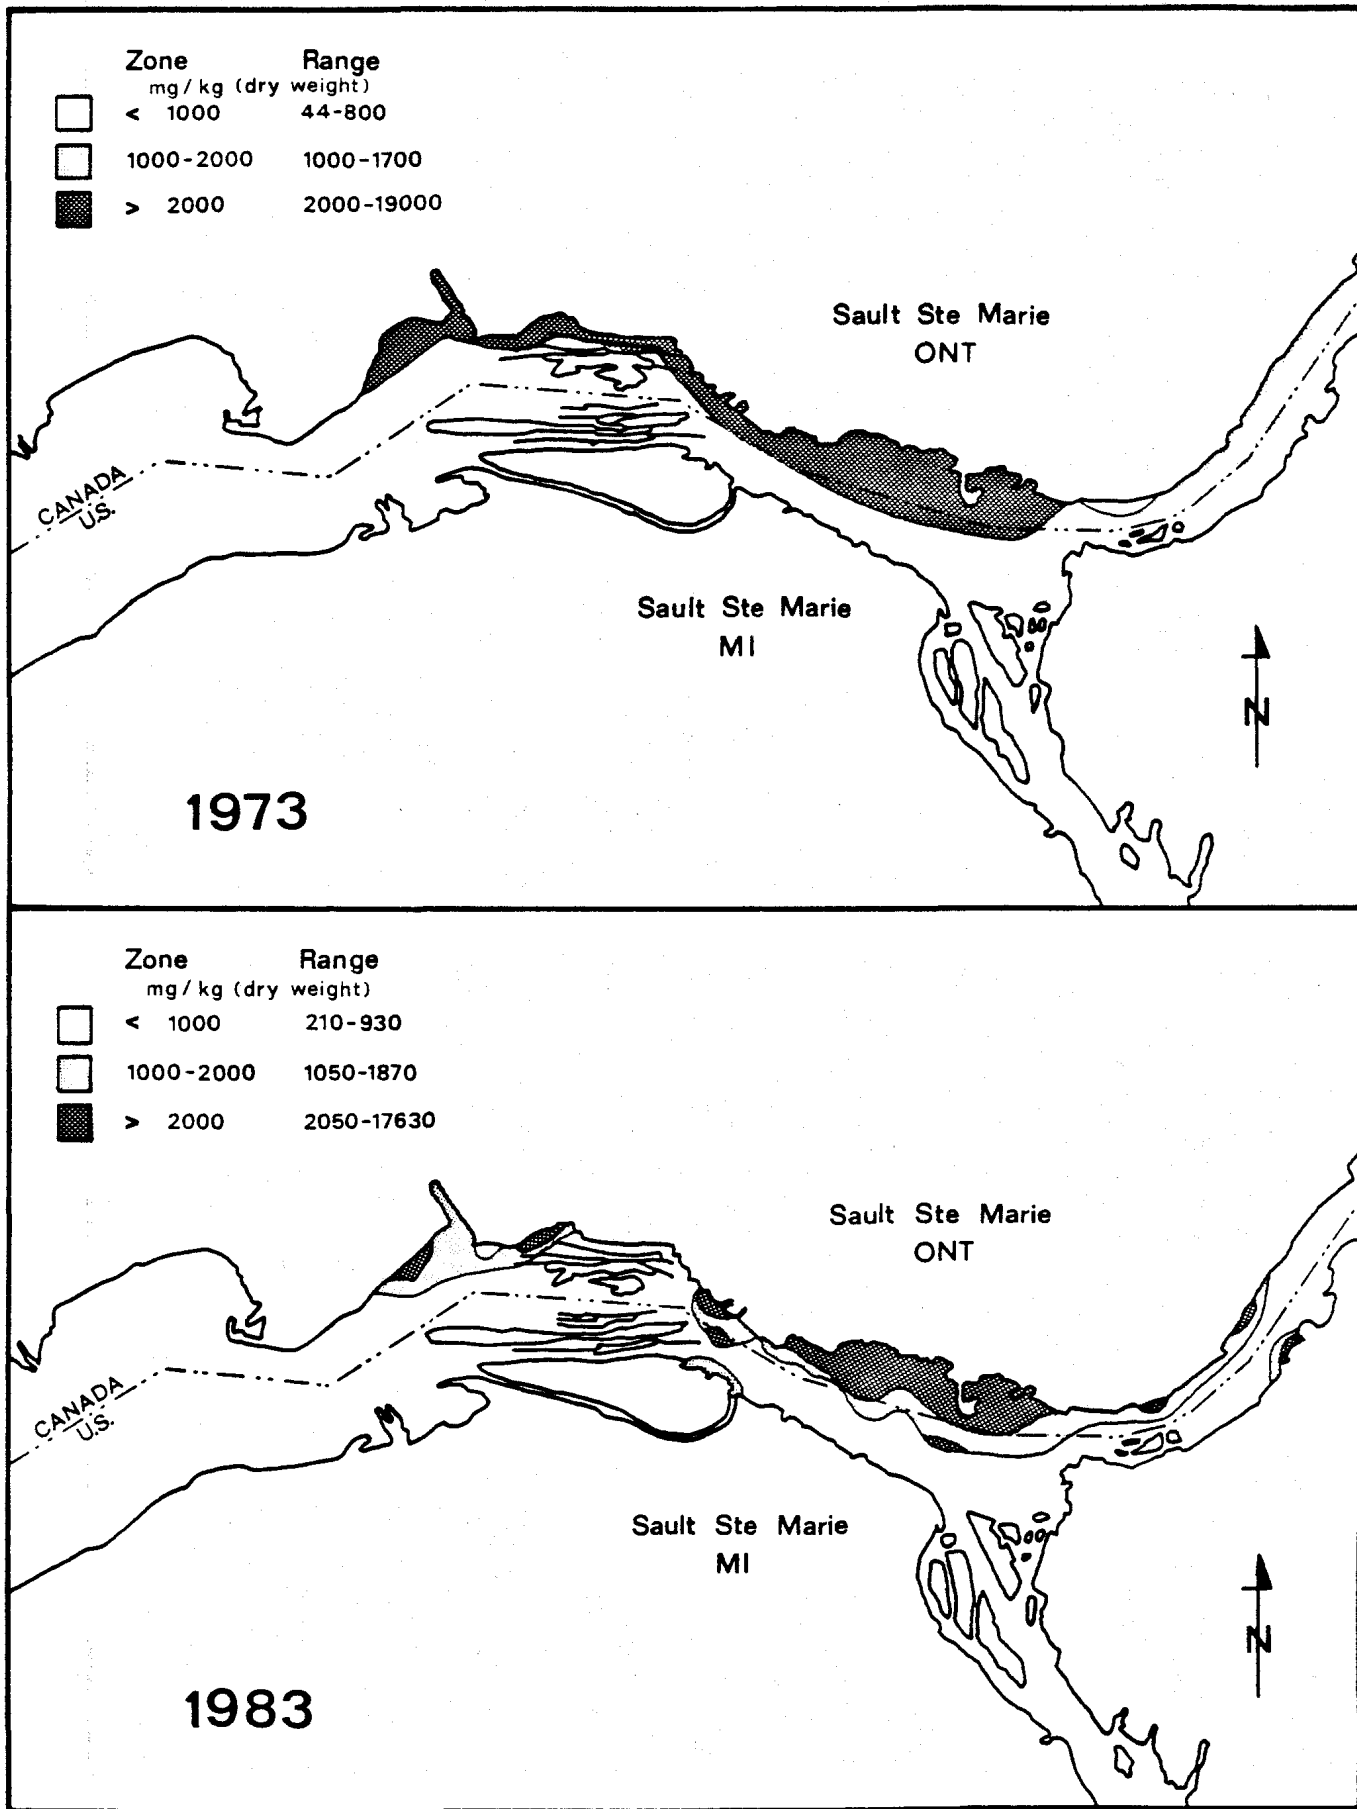 Zone Range
mg/kg (dry weight)
< 1000 44-800
1000-2000 1000-1700
> 2000 2000-19000
Sault Ste Marie
ONT
CANADA
U.S.
Sault Ste Marie
MI
N
1973
Zone Range
mg/kg (dry weight)
< 1000 210-930
1000-2000 1050-1870
> 2000 2050-17630
Sault Ste Marie
ONT
CANADA
U.S.
Sault Ste Marie
MI
N
1983